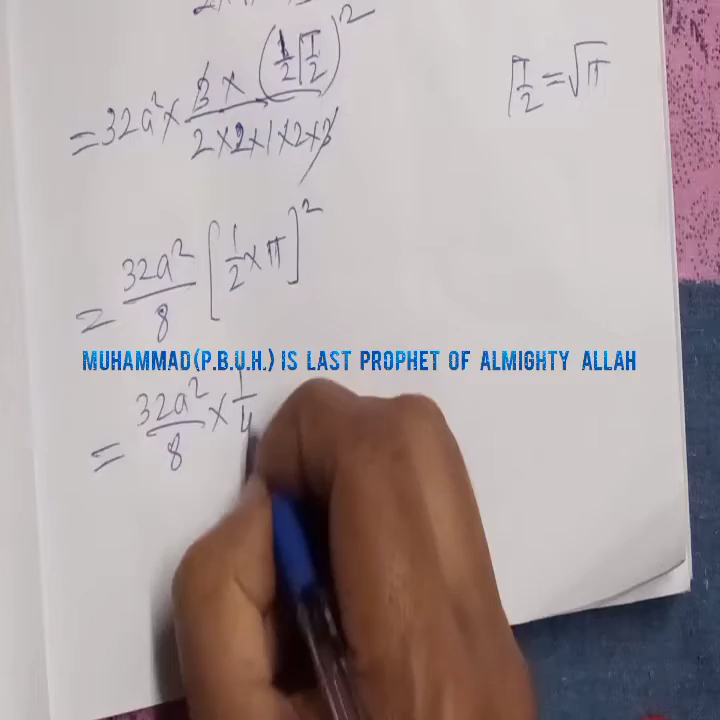 = 32a² × 3 × (1/2 Γ1/2)² / 2×2×1×2×3
Γ1/2 = √π
= 32a²/8 [1/2 × π]²
MUHAMMAD(P.B.U.H.) IS LAST PROPHET OF ALMIGHTY ALLAH
= 32a²/8 × 1/4